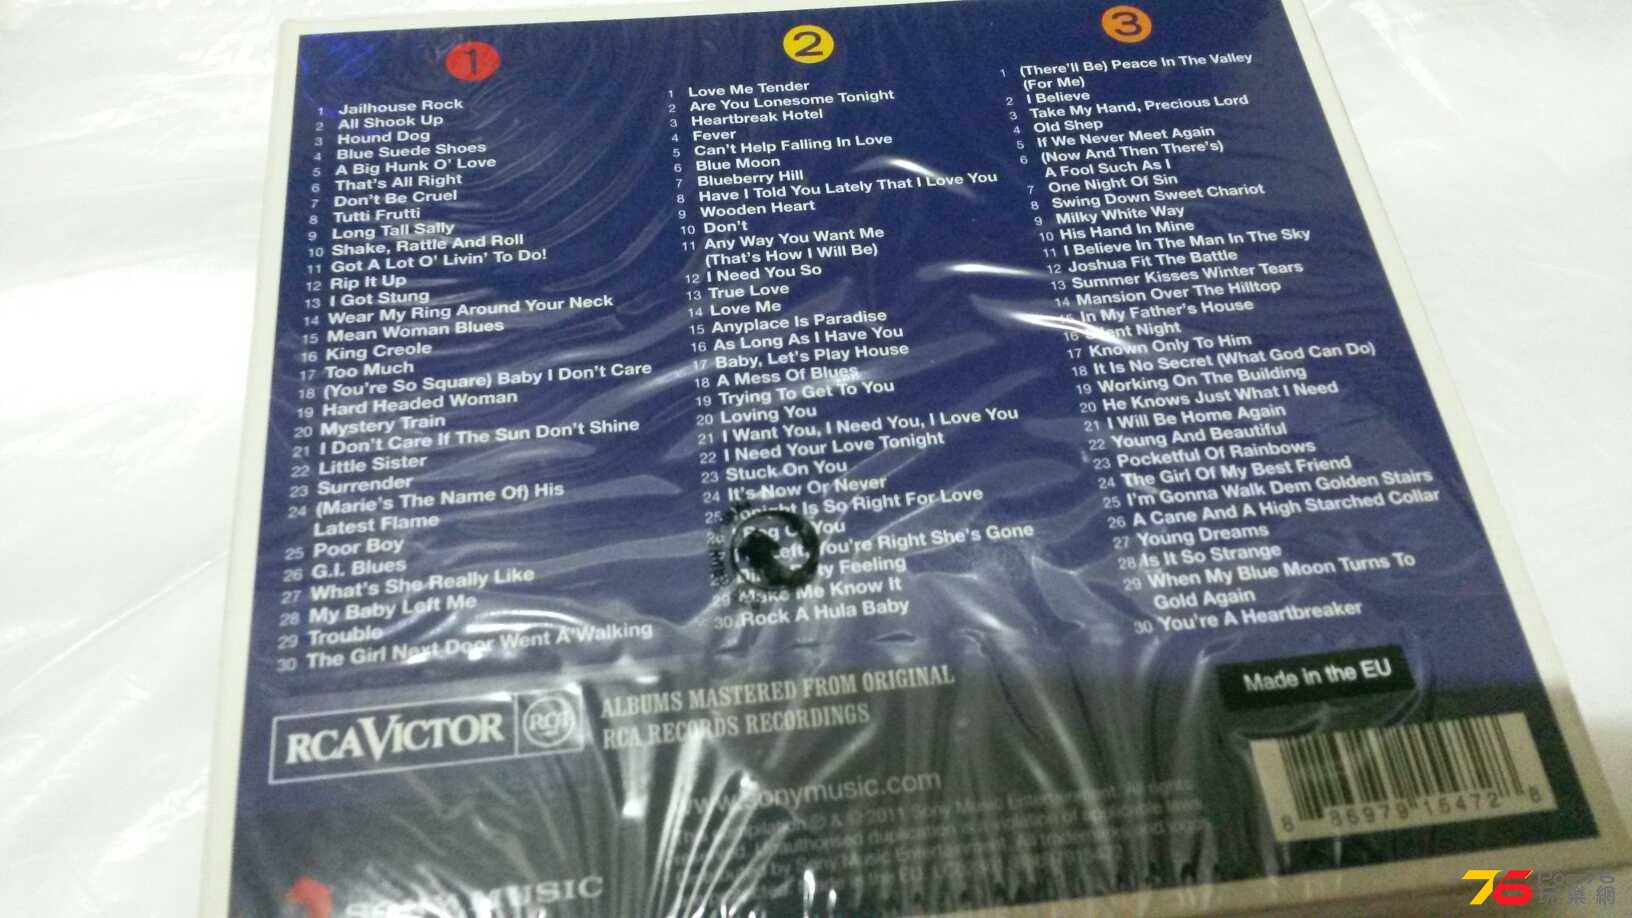 1
1 Jailhouse Rock
2 All Shook Up
3 Hound Dog
4 Blue Suede Shoes
5 A Big Hunk O' Love
6 That's All Right
7 Don't Be Cruel
8 Tutti Frutti
9 Long Tall Sally
10 Shake, Rattle And Roll
11 Got A Lot O' Livin' To Do!
12 Rip It Up
13 I Got Stung
14 Wear My Ring Around Your Neck
15 Mean Woman Blues
16 King Creole
17 Too Much
18 (You're So Square) Baby I Don't Care
19 Hard Headed Woman
20 Mystery Train
21 I Don't Care If The Sun Don't Shine
22 Little Sister
23 Surrender
24 (Marie's The Name Of) His
Latest Flame
25 Poor Boy
26 G.I. Blues
27 What's She Really Like
28 My Baby Left Me
29 Trouble
30 The Girl Next Door Went A'Walking
2
1 Love Me Tender
2 Are You Lonesome Tonight
3 Heartbreak Hotel
4 Fever
5 Can't Help Falling In Love
6 Blue Moon
7 Blueberry Hill
8 Have I Told You Lately That I Love You
9 Wooden Heart
10 Don't
11 Any Way You Want Me
(That's How I Will Be)
12 I Need You So
13 True Love
14 Love Me
15 Anyplace Is Paradise
16 As Long As I Have You
17 Baby, Let's Play House
18 A Mess Of Blues
19 Trying To Get To You
20 Loving You
21 I Want You, I Need You, I Love You
22 I Need Your Love Tonight
23 Stuck On You
24 It's Now Or Never
25 Tonight Is So Right For Love
You
You're Right She's Gone
Feeling
29 Make Me Know It
30 Rock A Hula Baby
3
1 (There'll Be) Peace In The Valley
(For Me)
2 I Believe
3 Take My Hand, Precious Lord
4 Old Shep
5 If We Never Meet Again
6 (Now And Then There's)
A Fool Such As I
7 One Night Of Sin
8 Swing Down Sweet Chariot
9 Milky White Way
10 His Hand In Mine
11 I Believe In The Man In The Sky
12 Joshua Fit The Battle
13 Summer Kisses Winter Tears
14 Mansion Over The Hilltop
15 In My Father's House
16 Silent Night
17 Known Only To Him
18 It Is No Secret (What God Can Do)
19 Working On The Building
20 He Knows Just What I Need
21 I Will Be Home Again
22 Young And Beautiful
23 Pocketful Of Rainbows
24 The Girl Of My Best Friend
25 I'm Gonna Walk Dem Golden Stairs
26 A Cane And A High Starched Collar
27 Young Dreams
28 Is It So Strange
29 When My Blue Moon Turns To
Gold Again
30 You're A Heartbreaker
Made in the EU
RCA VICTOR
RCA
ALBUMS MASTERED FROM ORIGINAL
RCA RECORDS RECORDINGS
www.sonymusic.com
℗ & © 2011 Sony Music Entertainment. All rights
SONY MUSIC
8 86979 16472 8
76
Post76
玩樂網